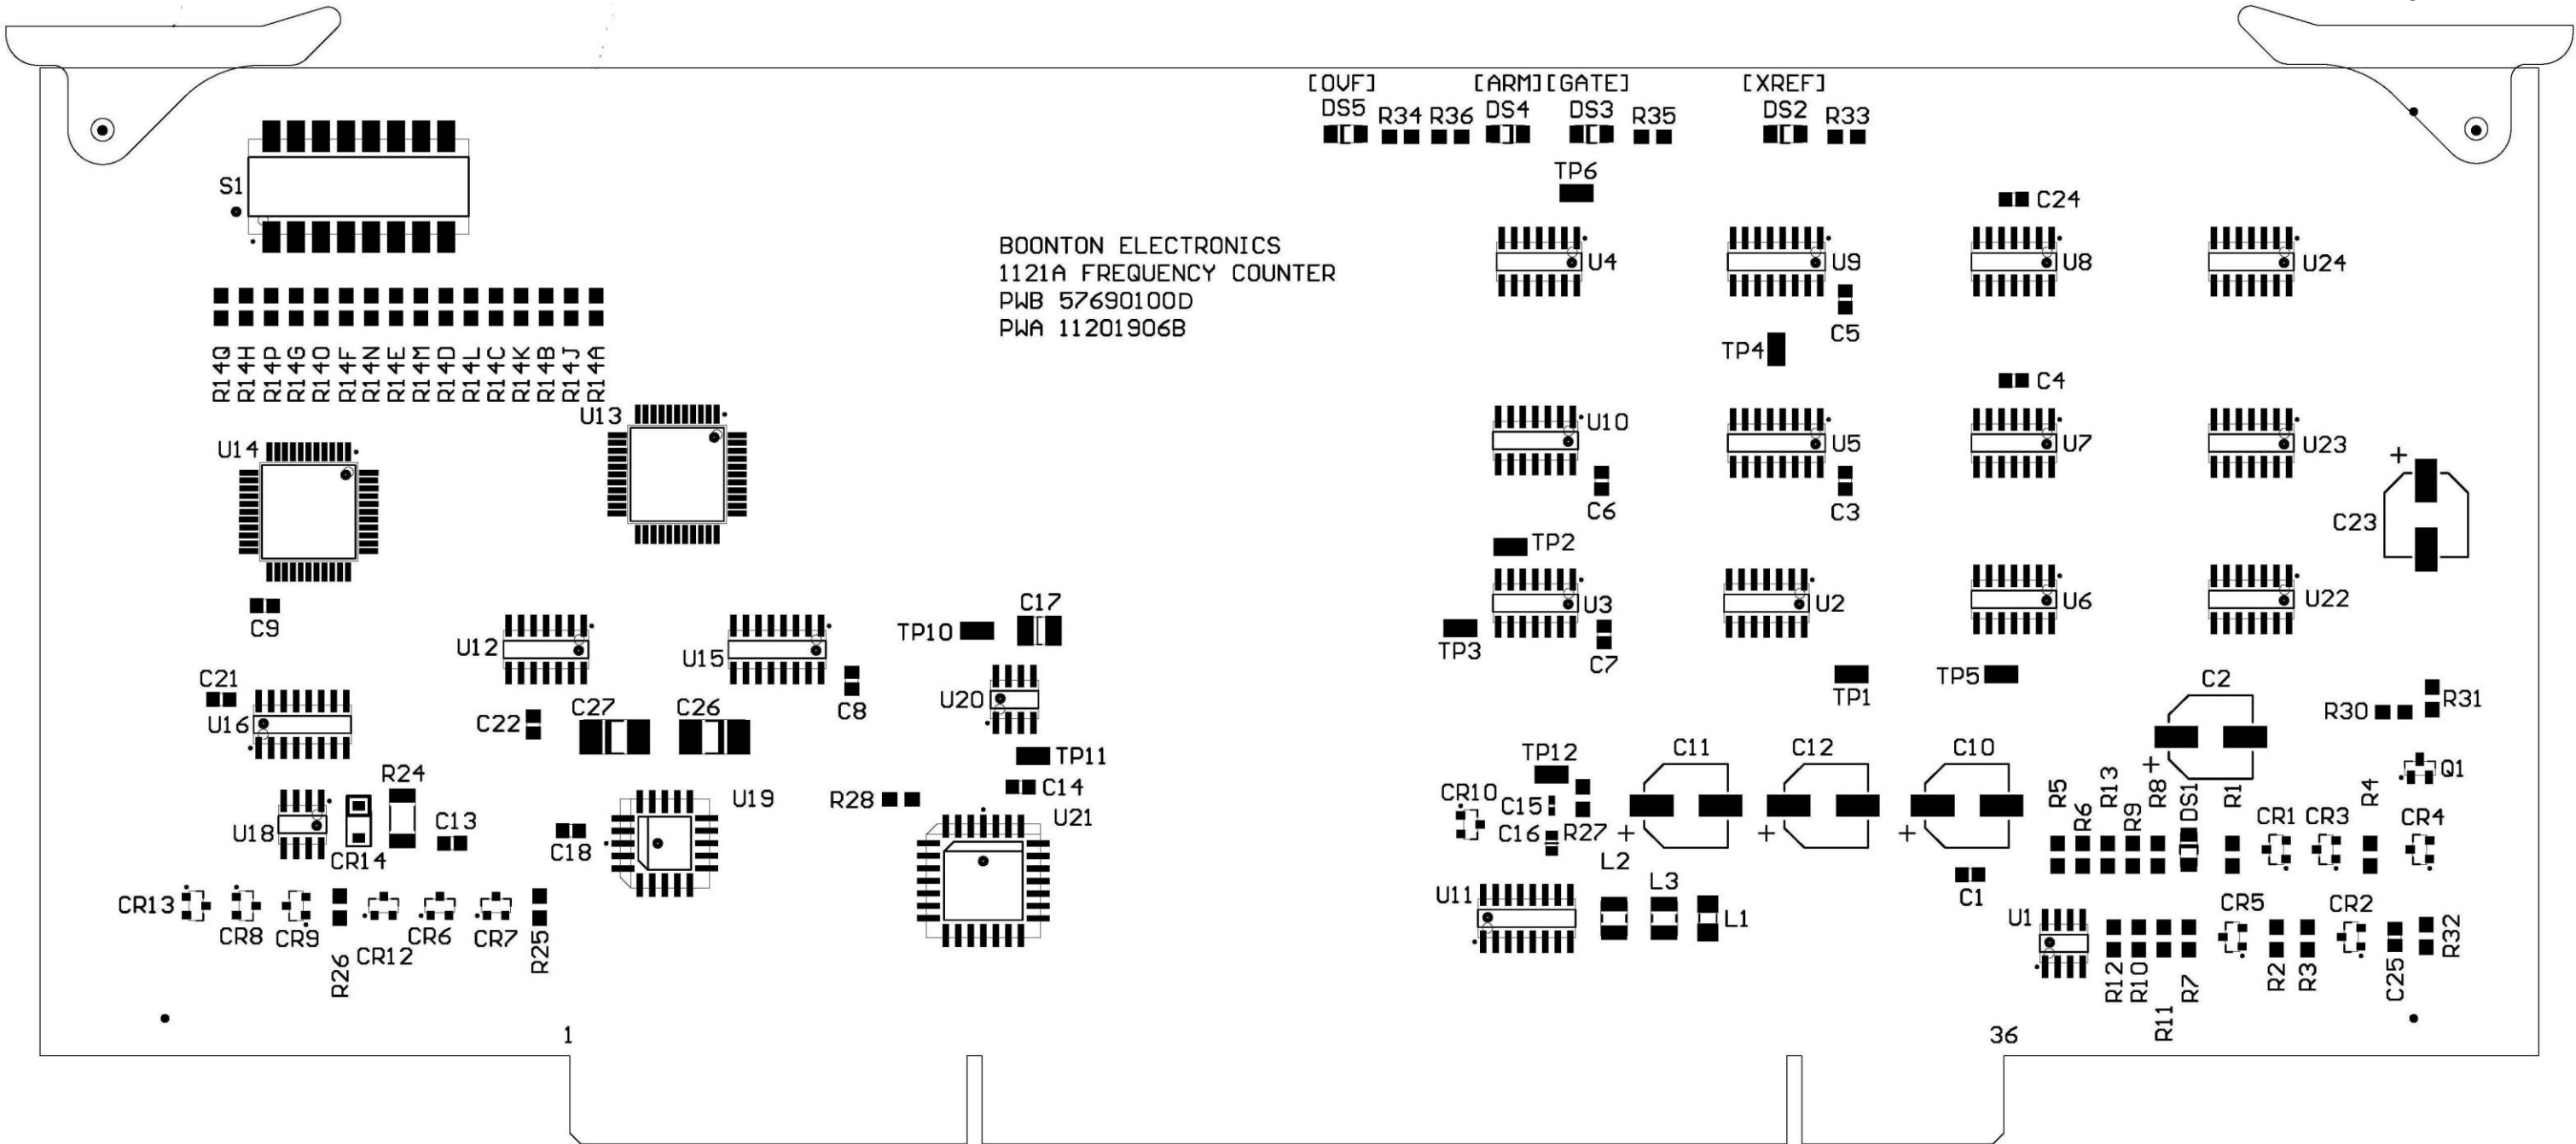 [OVF] [ARM][GATE] [XREF]
DS5 R34 R36 DS4 DS3 R35 DS2 R33
TP6
S1
C24
BOONTON ELECTRONICS
1121A FREQUENCY COUNTER
PWB 57690100D
PWA 11201906B
U4 U9 U8 U24
C5
TP4
R14Q R14H R14P R14G R14O R14F R14N R14E R14M R14D R14L R14C R14K R14B R14J R14A
C4
U13
U10 U5 U7 U23
U14
+
C6 C3
C23
TP2
C9
C17
U3 U2 U6 U22
TP10
U12 U15
TP3 C7
C21
TP1 TP5 C2
U16
C22 C27 C26 C8
U20
R30 R31
TP11
TP12 C11 C12 C10
+
Q1
R24
C14
R28
U19
U21
CR10 C15
C16 R27
+ + +
R5 R6 R13 R9 R8 DS1 R1 CR1 CR3 R4 CR4
U18
C13
CR14
C18
L2
L3
C1
U11
L1
CR13
CR8 CR9
R26
CR12
CR6 CR7
R25
U1
CR5 CR2
R12 R10 R11 R7 R2 R3 C25 R32
1 36